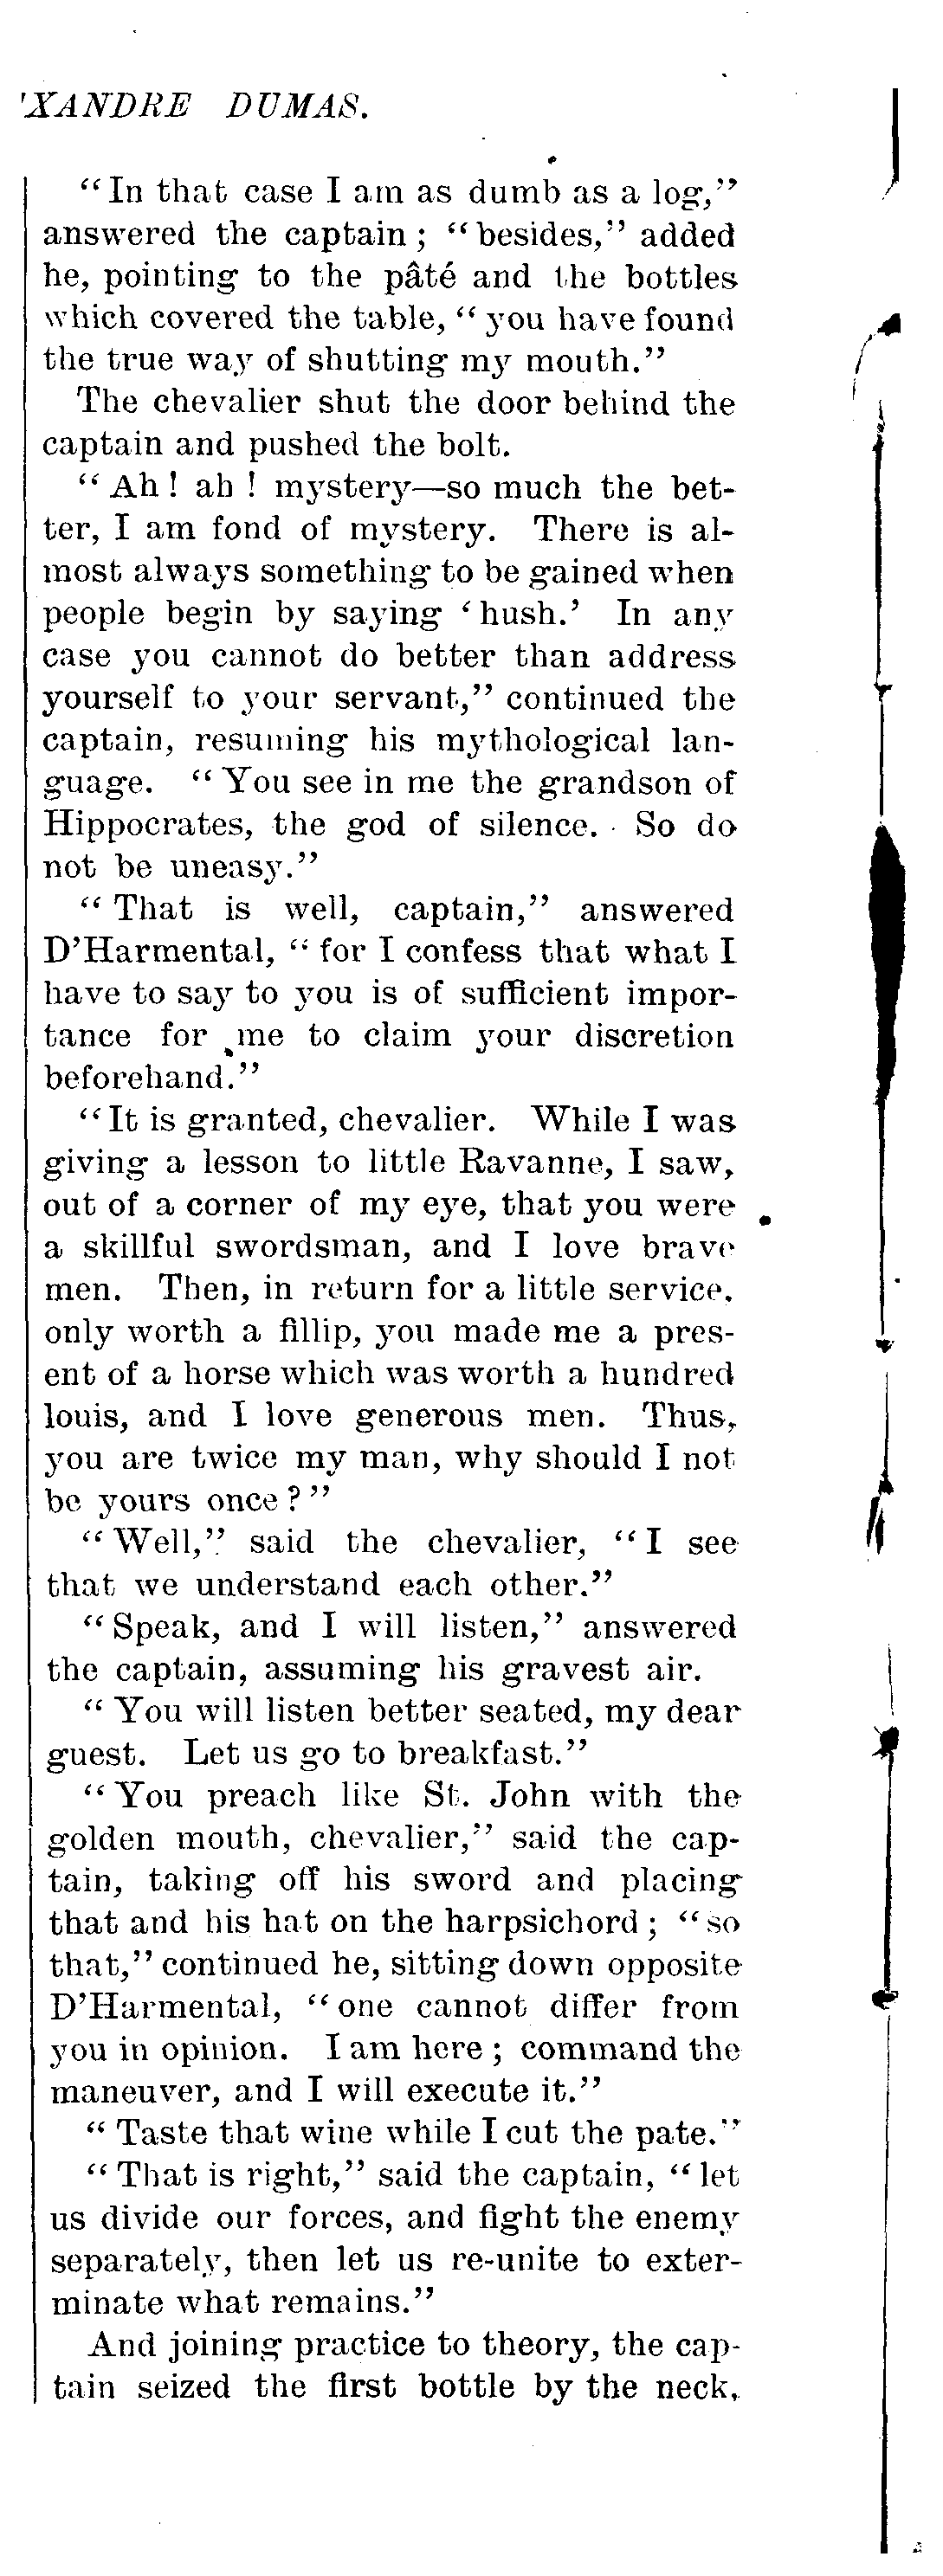 'XANDRE DUMAS.
“In that case I am as dumb as a log,”
answered the captain; “besides,” added
he, pointing to the pâté and the bottles
which covered the table, “you have found
the true way of shutting my mouth.”
The chevalier shut the door behind the
captain and pushed the bolt.
“Ah! ah! mystery—so much the bet-
ter, I am fond of mystery. There is al-
most always something to be gained when
people begin by saying ‘hush.’ In any
case you cannot do better than address
yourself to your servant,” continued the
captain, resuming his mythological lan-
guage. “You see in me the grandson of
Hippocrates, the god of silence. So do
not be uneasy.”
“That is well, captain,” answered
D’Harmental, “for I confess that what I
have to say to you is of sufficient impor-
tance for me to claim your discretion
beforehand.”
“It is granted, chevalier. While I was
giving a lesson to little Ravanne, I saw,
out of a corner of my eye, that you were
a skillful swordsman, and I love brave
men. Then, in return for a little service,
only worth a fillip, you made me a pres-
ent of a horse which was worth a hundred
louis, and I love generous men. Thus,
you are twice my man, why should I not
be yours once?”
“Well,” said the chevalier, “I see
that we understand each other.”
“Speak, and I will listen,” answered
the captain, assuming his gravest air.
“You will listen better seated, my dear
guest. Let us go to breakfast.”
“You preach like St. John with the
golden mouth, chevalier,” said the cap-
tain, taking off his sword and placing
that and his hat on the harpsichord; “so
that,” continued he, sitting down opposite
D’Harmental, “one cannot differ from
you in opinion. I am here; command the
maneuver, and I will execute it.”
“Taste that wine while I cut the pate.”
“That is right,” said the captain, “let
us divide our forces, and fight the enemy
separately, then let us re-unite to exter-
minate what remains.”
And joining practice to theory, the cap-
tain seized the first bottle by the neck,